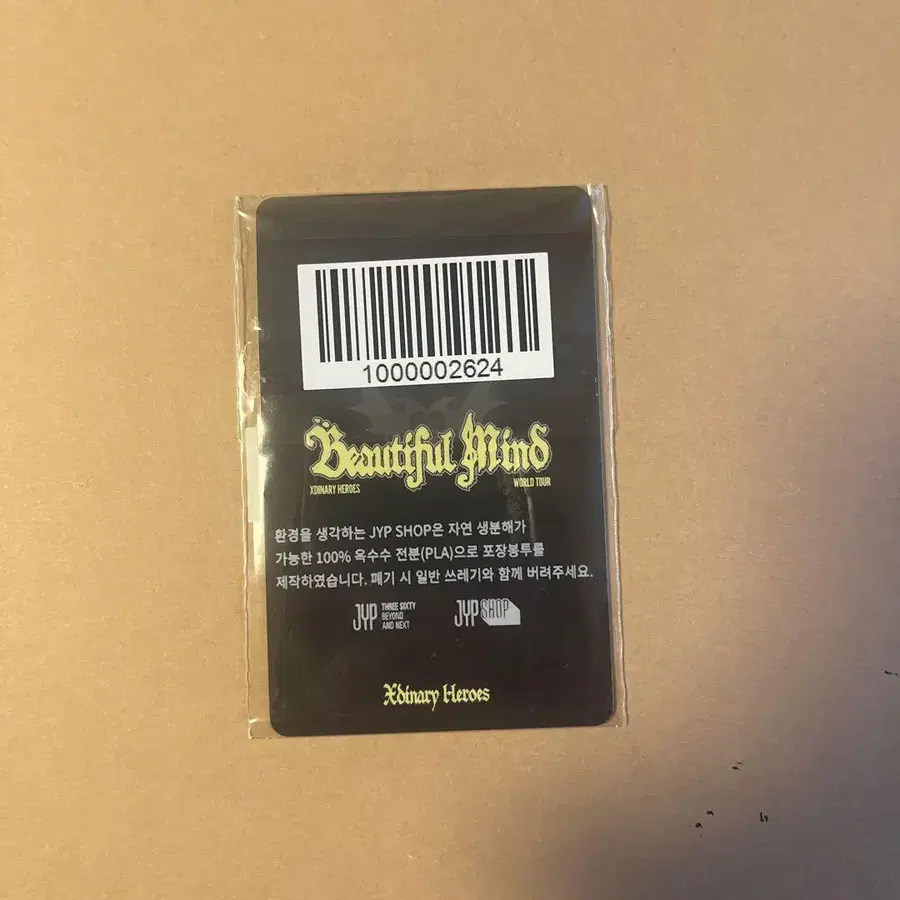 1000002624
Beautiful Mind
XDINARY HEROES WORLD TOUR
환경을 생각하는 JYP SHOP은 자연 생분해가
가능한 100% 옥수수 전분(PLA)으로 포장봉투를
제작하였습니다. 폐기 시 일반 쓰레기와 함께 버려주세요.
JYP THREE SIXTY
BEYOND
AND NEXT
JYP SHOP
Xdinary Heroes